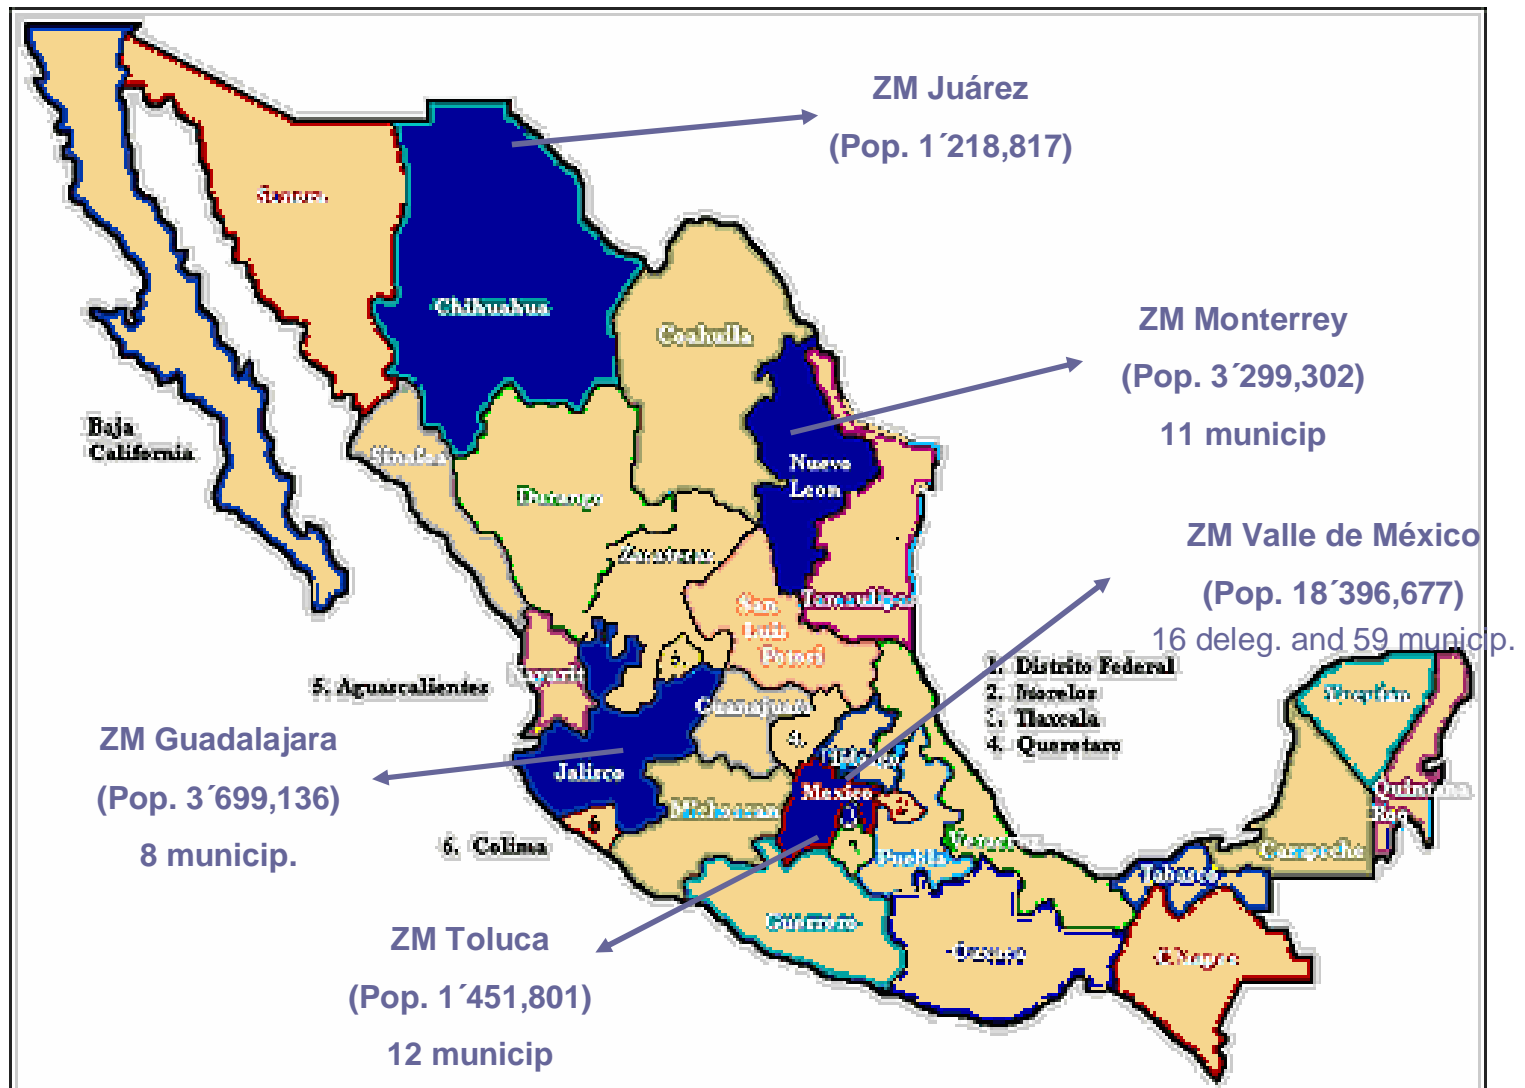 ZM Juárez
(Pop. 1´218,817)
Sonora
Chihuahua
Coahuila
ZM Monterrey
(Pop. 3´299,302)
11 municip
Baja
California
Sinaloa
Durango
Nuevo
Leon
Zacatecas
ZM Valle de México
(Pop. 18´396,677)
16 deleg. and 59 municip.
San
Luis
Potosi
Tamaulipas
1. Distrito Federal
2. Morelos
3. Tlaxcala
4. Queretaro
5. Aguascalientes
Nayarit
5.
Guanajuato
4.
Hidalgo
Yucatan
Quintana
Roo
Campeche
ZM Guadalajara
(Pop. 3´699,136)
8 municip.
Jalisco
Michoacan
Mexico
6
6. Colima
Puebla
Veracruz
Tabasco
Guerrero
Oaxaca
Chiapas
ZM Toluca
(Pop. 1´451,801)
12 municip